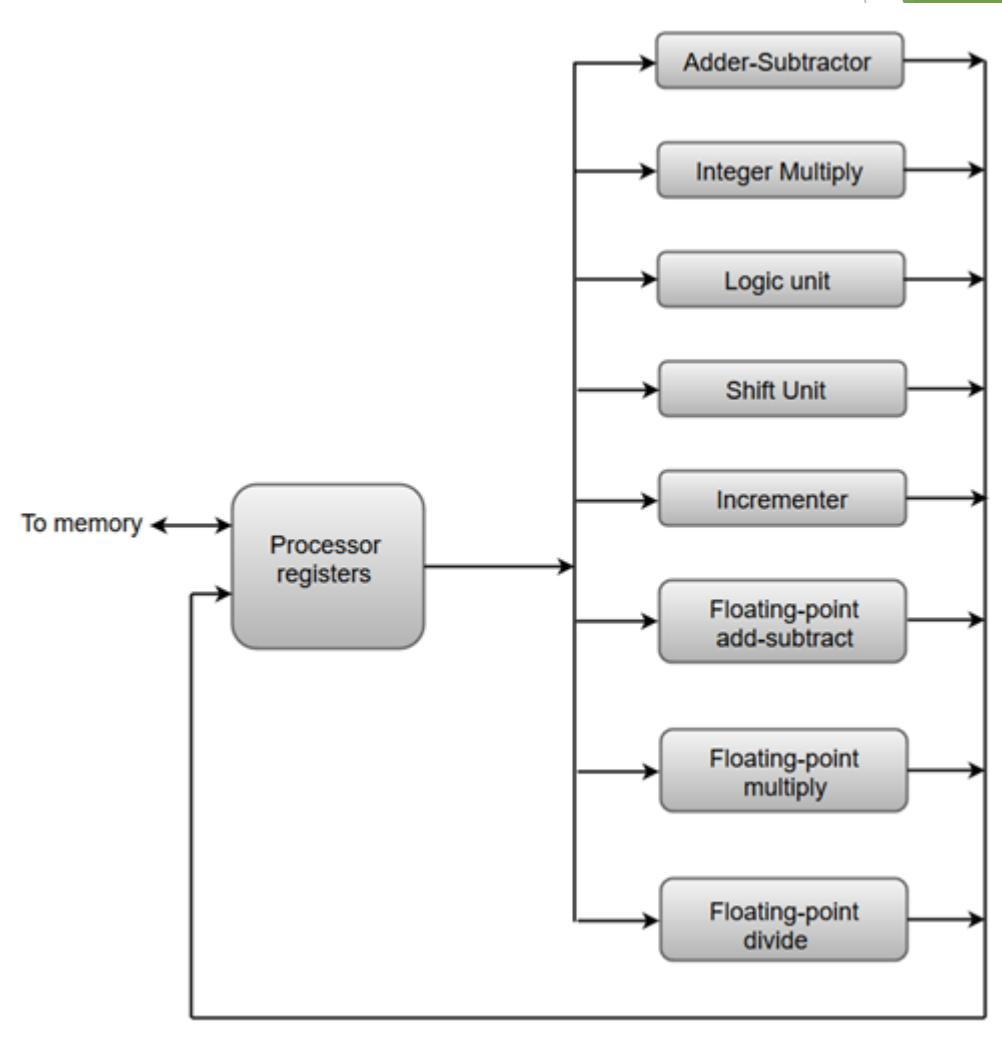 Adder-Subtractor
Integer Multiply
Logic unit
Shift Unit
Incrementer
To memory
Processor
registers
Floating-point
add-subtract
Floating-point
multiply
Floating-point
divide